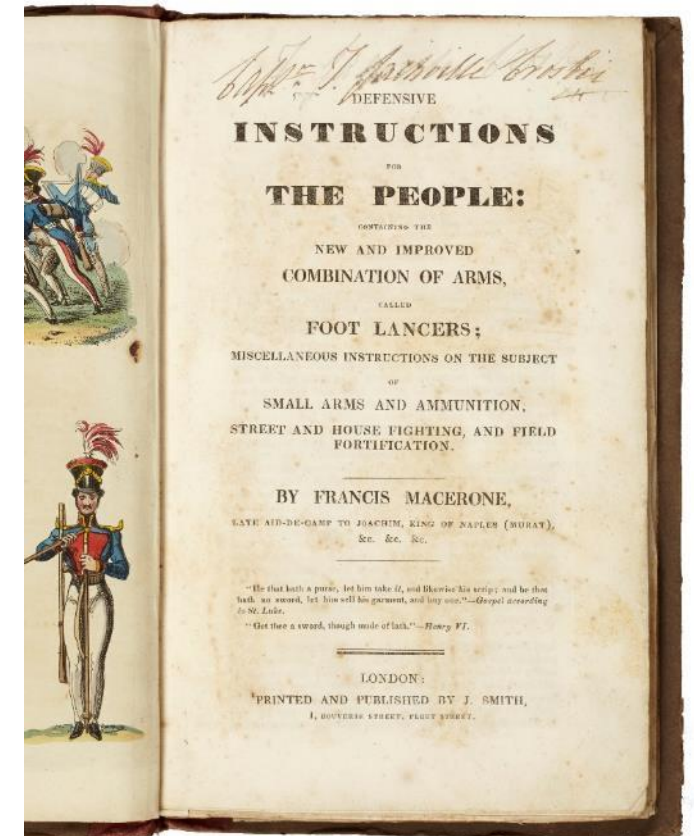 DEFENSIVE
INSTRUCTIONS
FOR
THE PEOPLE:
CONTAINING THE
NEW AND IMPROVED
COMBINATION OF ARMS,
CALLED
FOOT LANCERS;
MISCELLANEOUS INSTRUCTIONS ON THE SUBJECT
OF
SMALL ARMS AND AMMUNITION,
STREET AND HOUSE FIGHTING, AND FIELD
FORTIFICATION.
BY FRANCIS MACERONE,
LATE AID-DE-CAMP TO JOACHIM, KING OF NAPLES (MURAT),
&c. &c. &c.
"He that hath a purse, let him take it, and likewise his scrip; and he that
hath no sword, let him sell his garment, and buy one."—Gospel according
to St. Luke.
"Get thee a sword, though made of lath."—Henry VI.
LONDON:
PRINTED AND PUBLISHED BY J. SMITH,
1, BOUVERIE STREET, FLEET STREET.